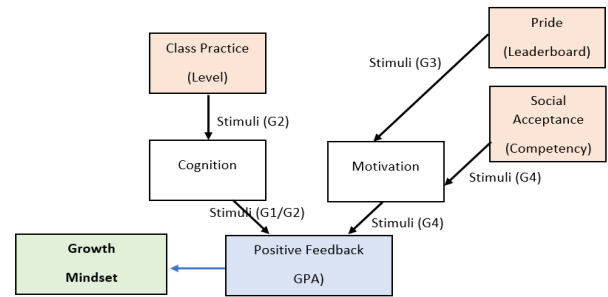 Pride
(Leaderboard)
Class Practice
(Level)
Stimuli (G3)
Social
Acceptance
(Competency)
Stimuli (G2)
Cognition
Motivation
Stimuli (G4)
Stimuli (G1/G2)
Stimuli (G4)
Growth
Mindset
Positive Feedback
GPA)